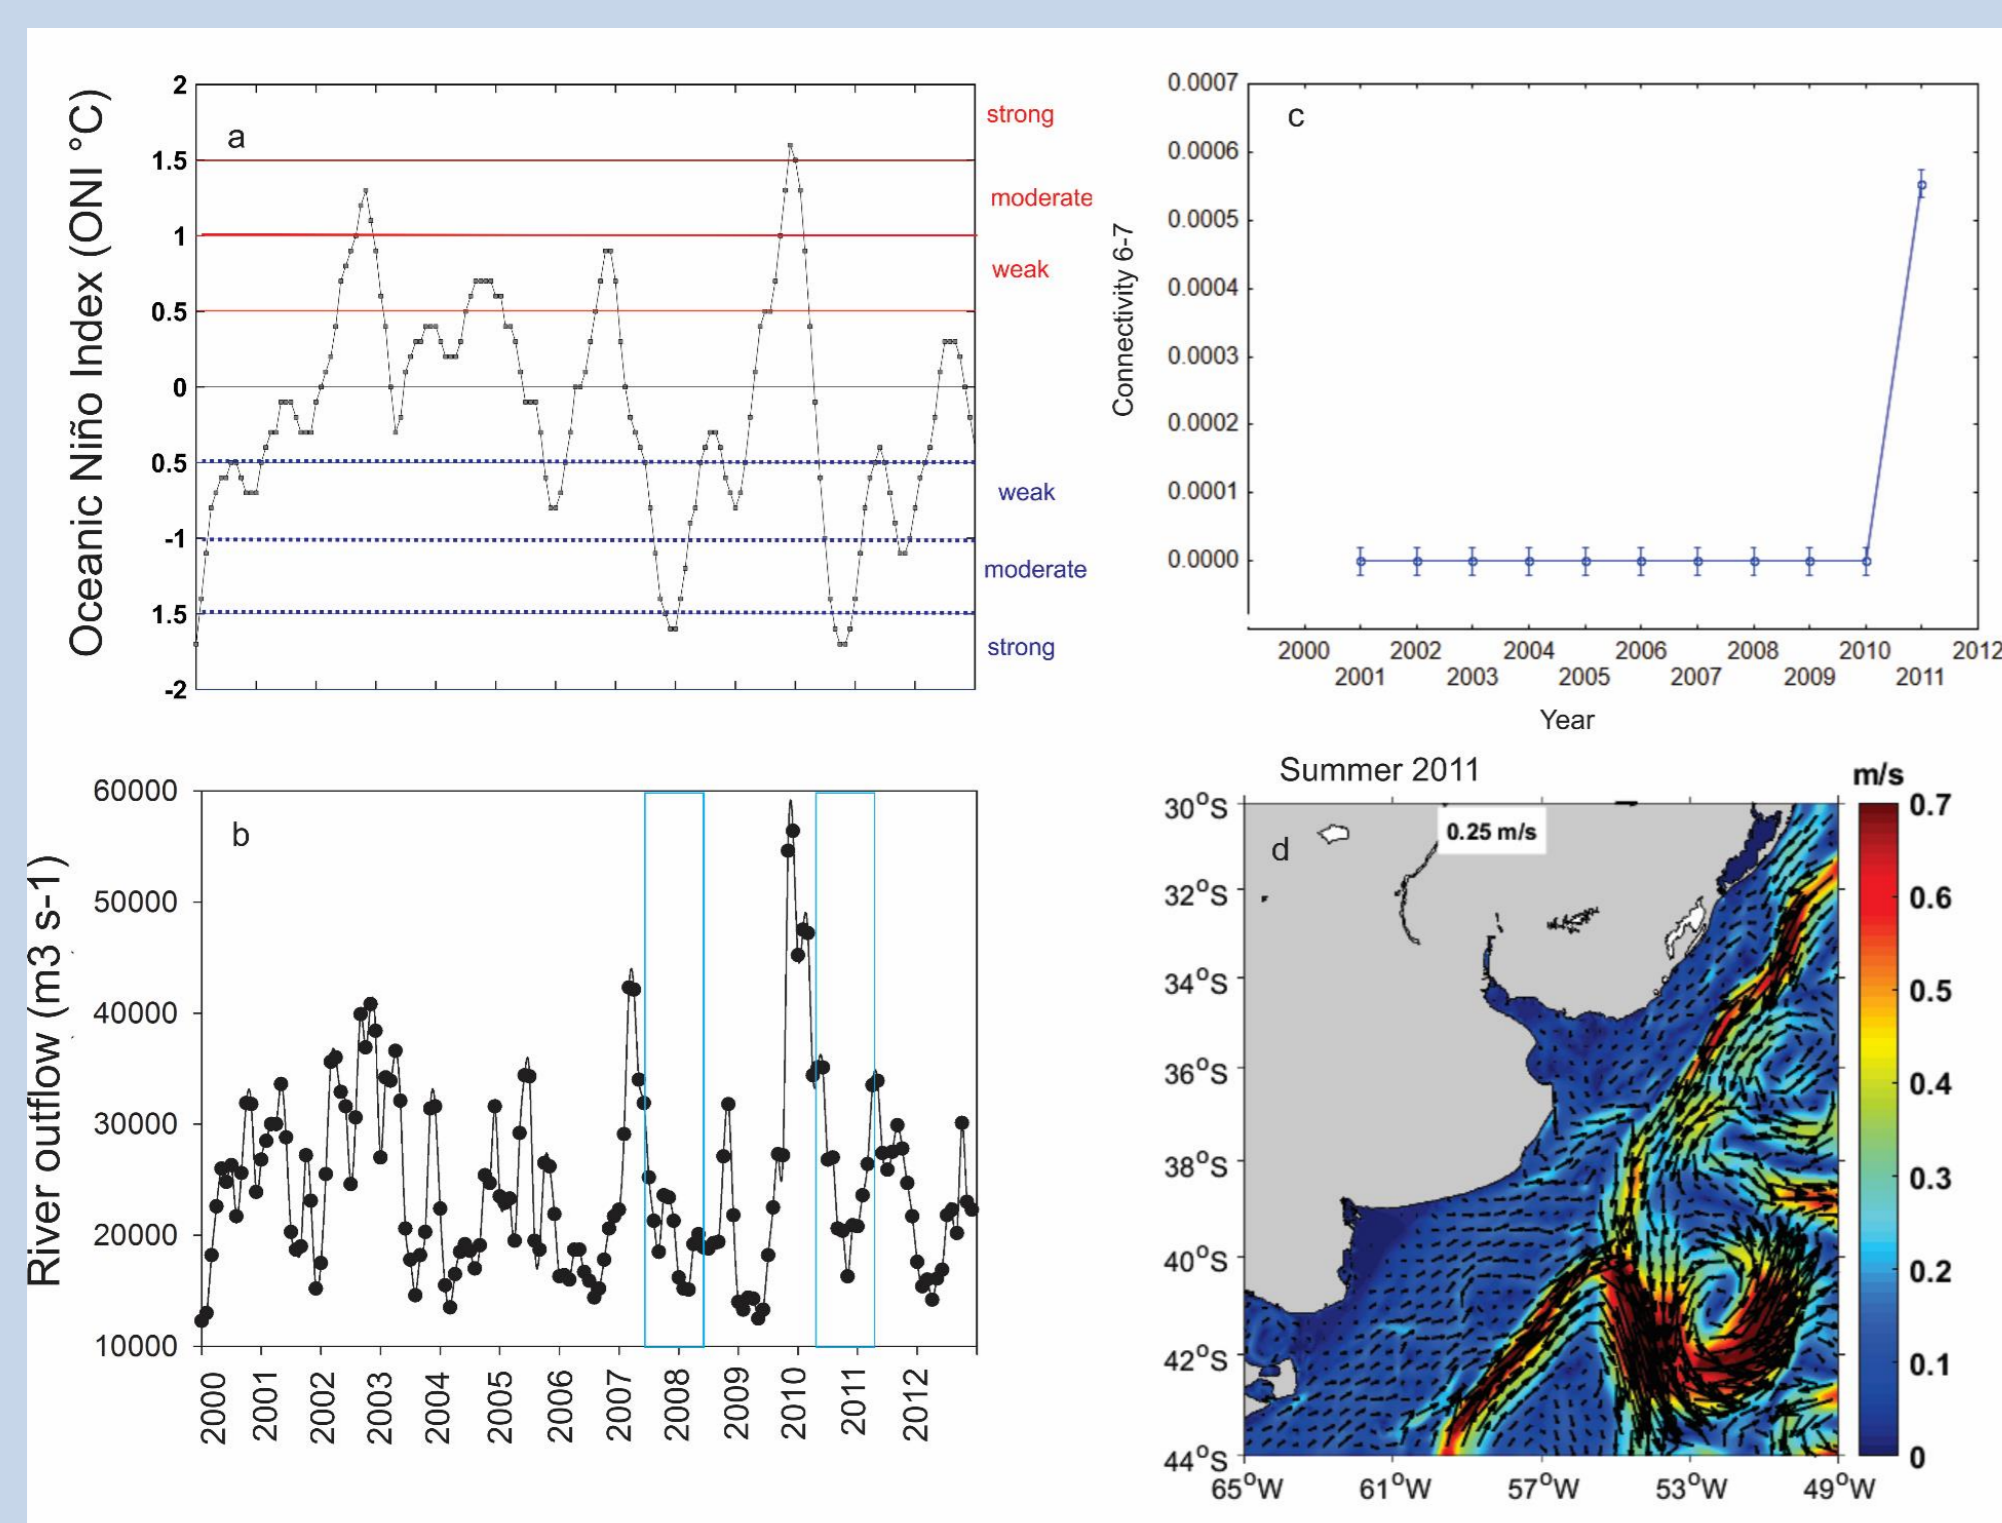 Oceanic Niño Index (ONI °C)
2
1.5
1
0.5
0
0.5
-1
1.5
-2
a
strong
moderate
weak
weak
moderate
strong
Connectivity 6-7
0.0007
0.0006
0.0005
0.0004
0.0003
0.0002
0.0001
0.0000
c
2000 2002 2004 2006 2008 2010 2012
2001 2003 2005 2007 2009 2011
Year
River outflow (m3 s-1)
60000
50000
40000
30000
20000
10000
b
2000 2001 2002 2003 2004 2005 2006 2007 2008 2009 2010 2011 2012
Summer 2011
m/s
30°S
32°S
34°S
36°S
38°S
40°S
42°S
44°S
d
0.25 m/s
0.7
0.6
0.5
0.4
0.3
0.2
0.1
0
65°W 61°W 57°W 53°W 49°W